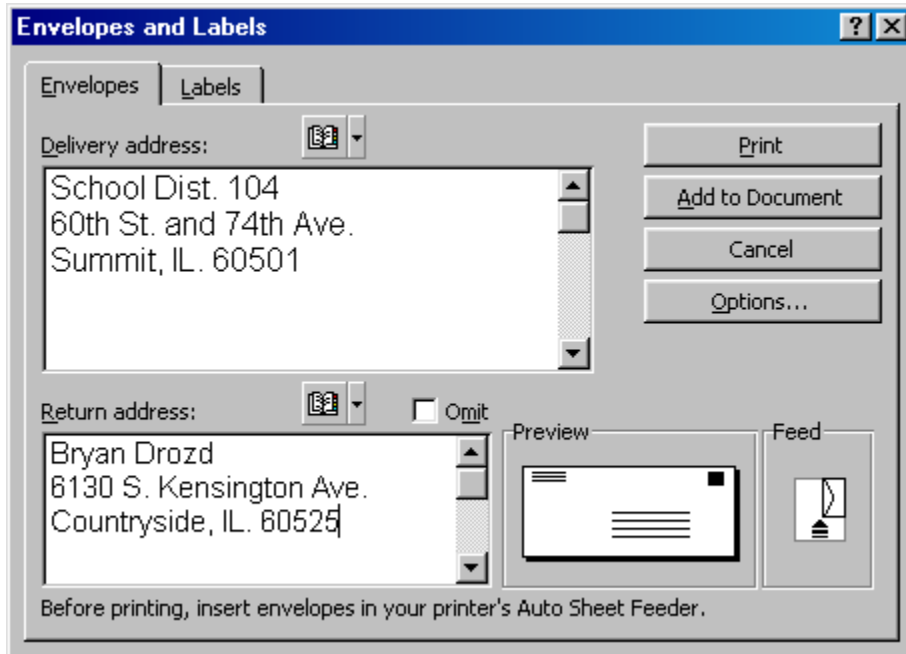 Envelopes and Labels
Envelopes
Labels
Delivery address:
School Dist. 104
60th St. and 74th Ave.
Summit, IL. 60501
Print
Add to Document
Cancel
Options...
Return address:
Omit
Bryan Drozd
6130 S. Kensington Ave.
Countryside, IL. 60525
Preview
Feed
Before printing, insert envelopes in your printer's Auto Sheet Feeder.